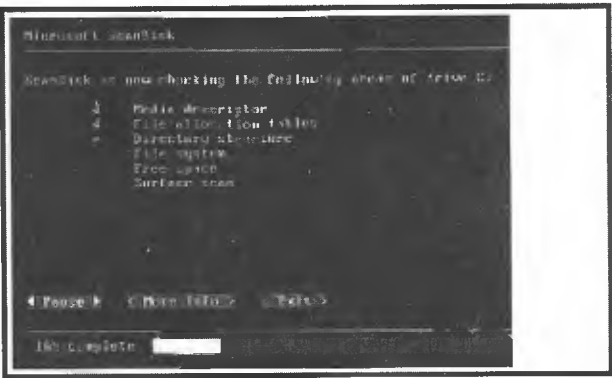 Microsoft ScanDisk
ScanDisk is now checking the following areas of drive C:
Media descriptor
File allocation tables
Directory structure
File system
Free space
Surface scan
◄ Pause ► < More Info > < Exit >
% complete